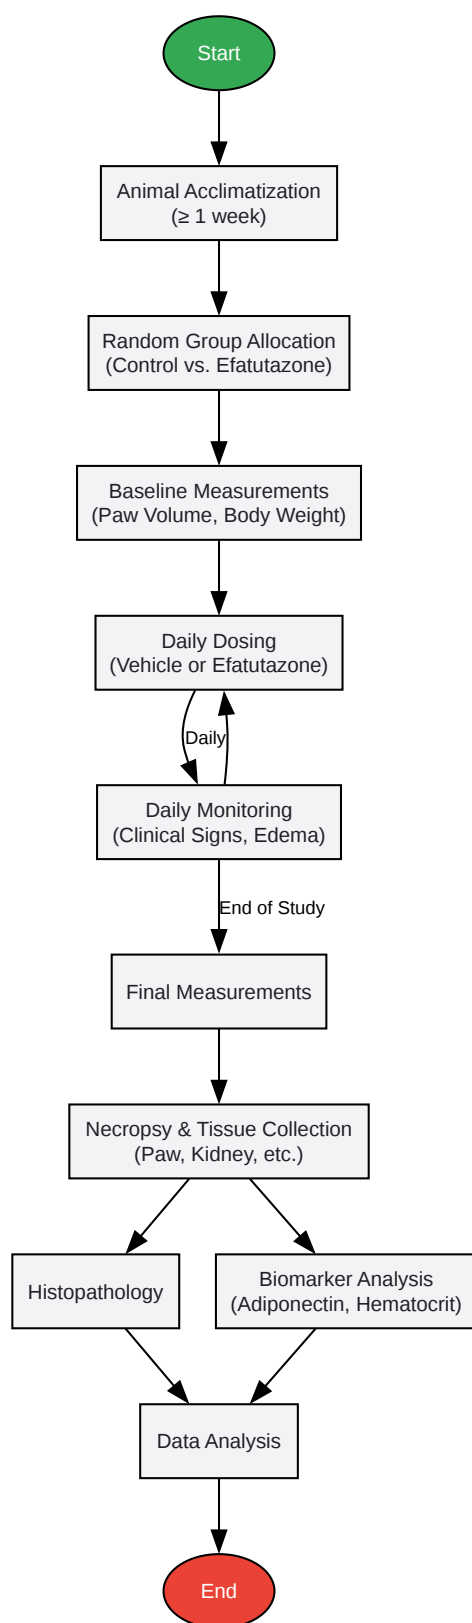 Start
Animal Acclimatization
(≥ 1 week)
Random Group Allocation
(Control vs. Efatutazone)
Baseline Measurements
(Paw Volume, Body Weight)
Daily Dosing
(Vehicle or Efatutazone)
Daily
Daily Monitoring
(Clinical Signs, Edema)
End of Study
Final Measurements
Necropsy & Tissue Collection
(Paw, Kidney, etc.)
Histopathology
Biomarker Analysis
(Adiponectin, Hematocrit)
Data Analysis
End